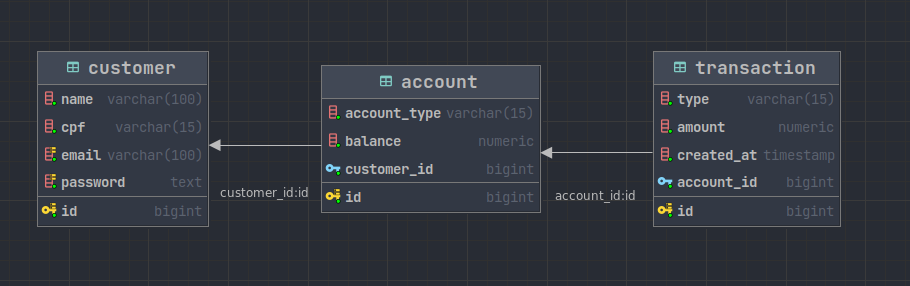 customer
name varchar(100)
cpf varchar(15)
email varchar(100)
password text
id bigint
customer_id:id
account
account_type varchar(15)
balance numeric
customer_id bigint
id bigint
account_id:id
transaction
type varchar(15)
amount numeric
created_at timestamp
account_id bigint
id bigint